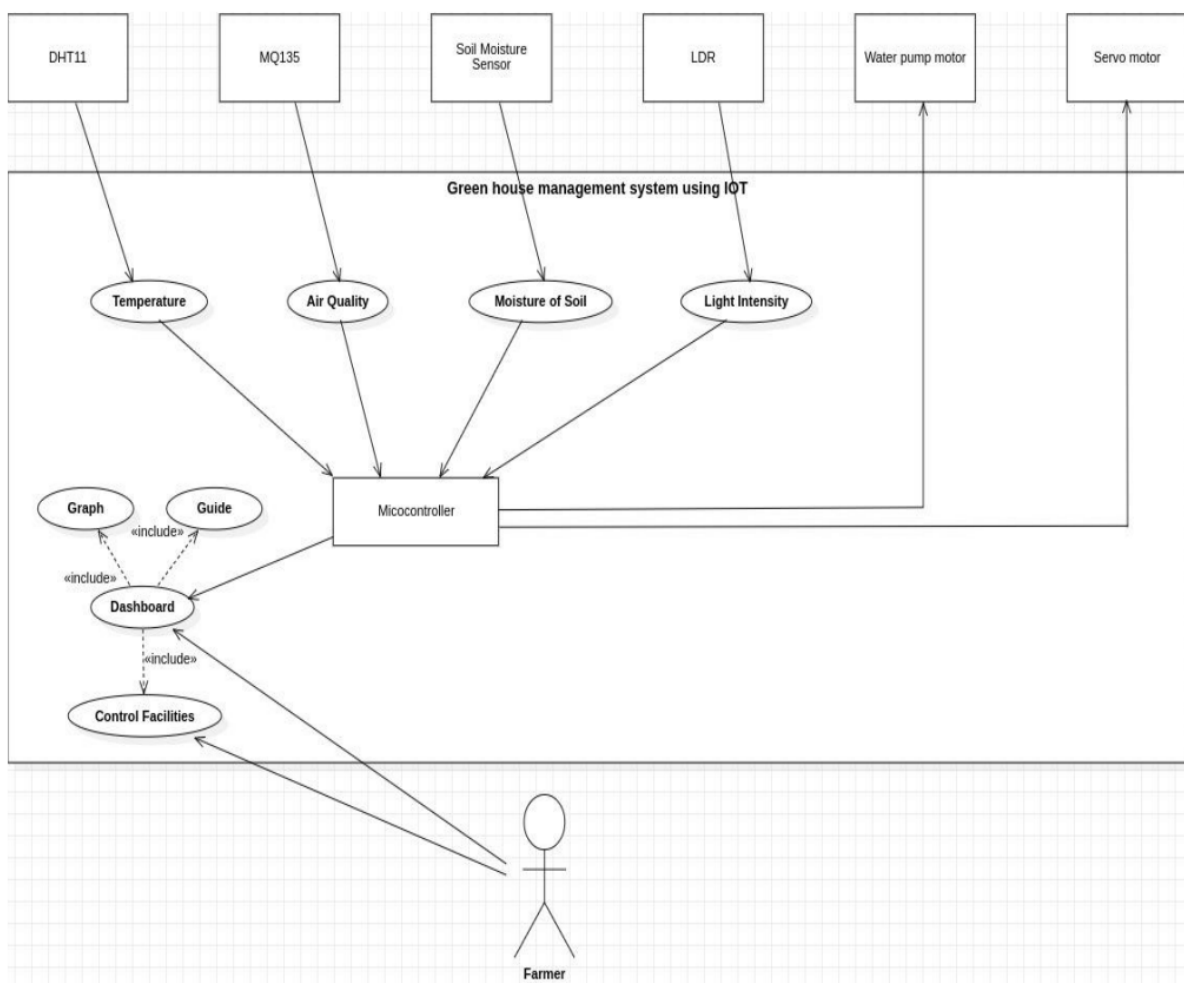 DHT11
MQ135
Soil Moisture
Sensor
LDR
Water pump motor
Servo motor
Green house management system using IOT
Temperature
Air Quality
Moisture of Soil
Light Intensity
Graph
Guide
Micocontroller
«include»
«include»
Dashboard
«include»
Control Facilities
Farmer